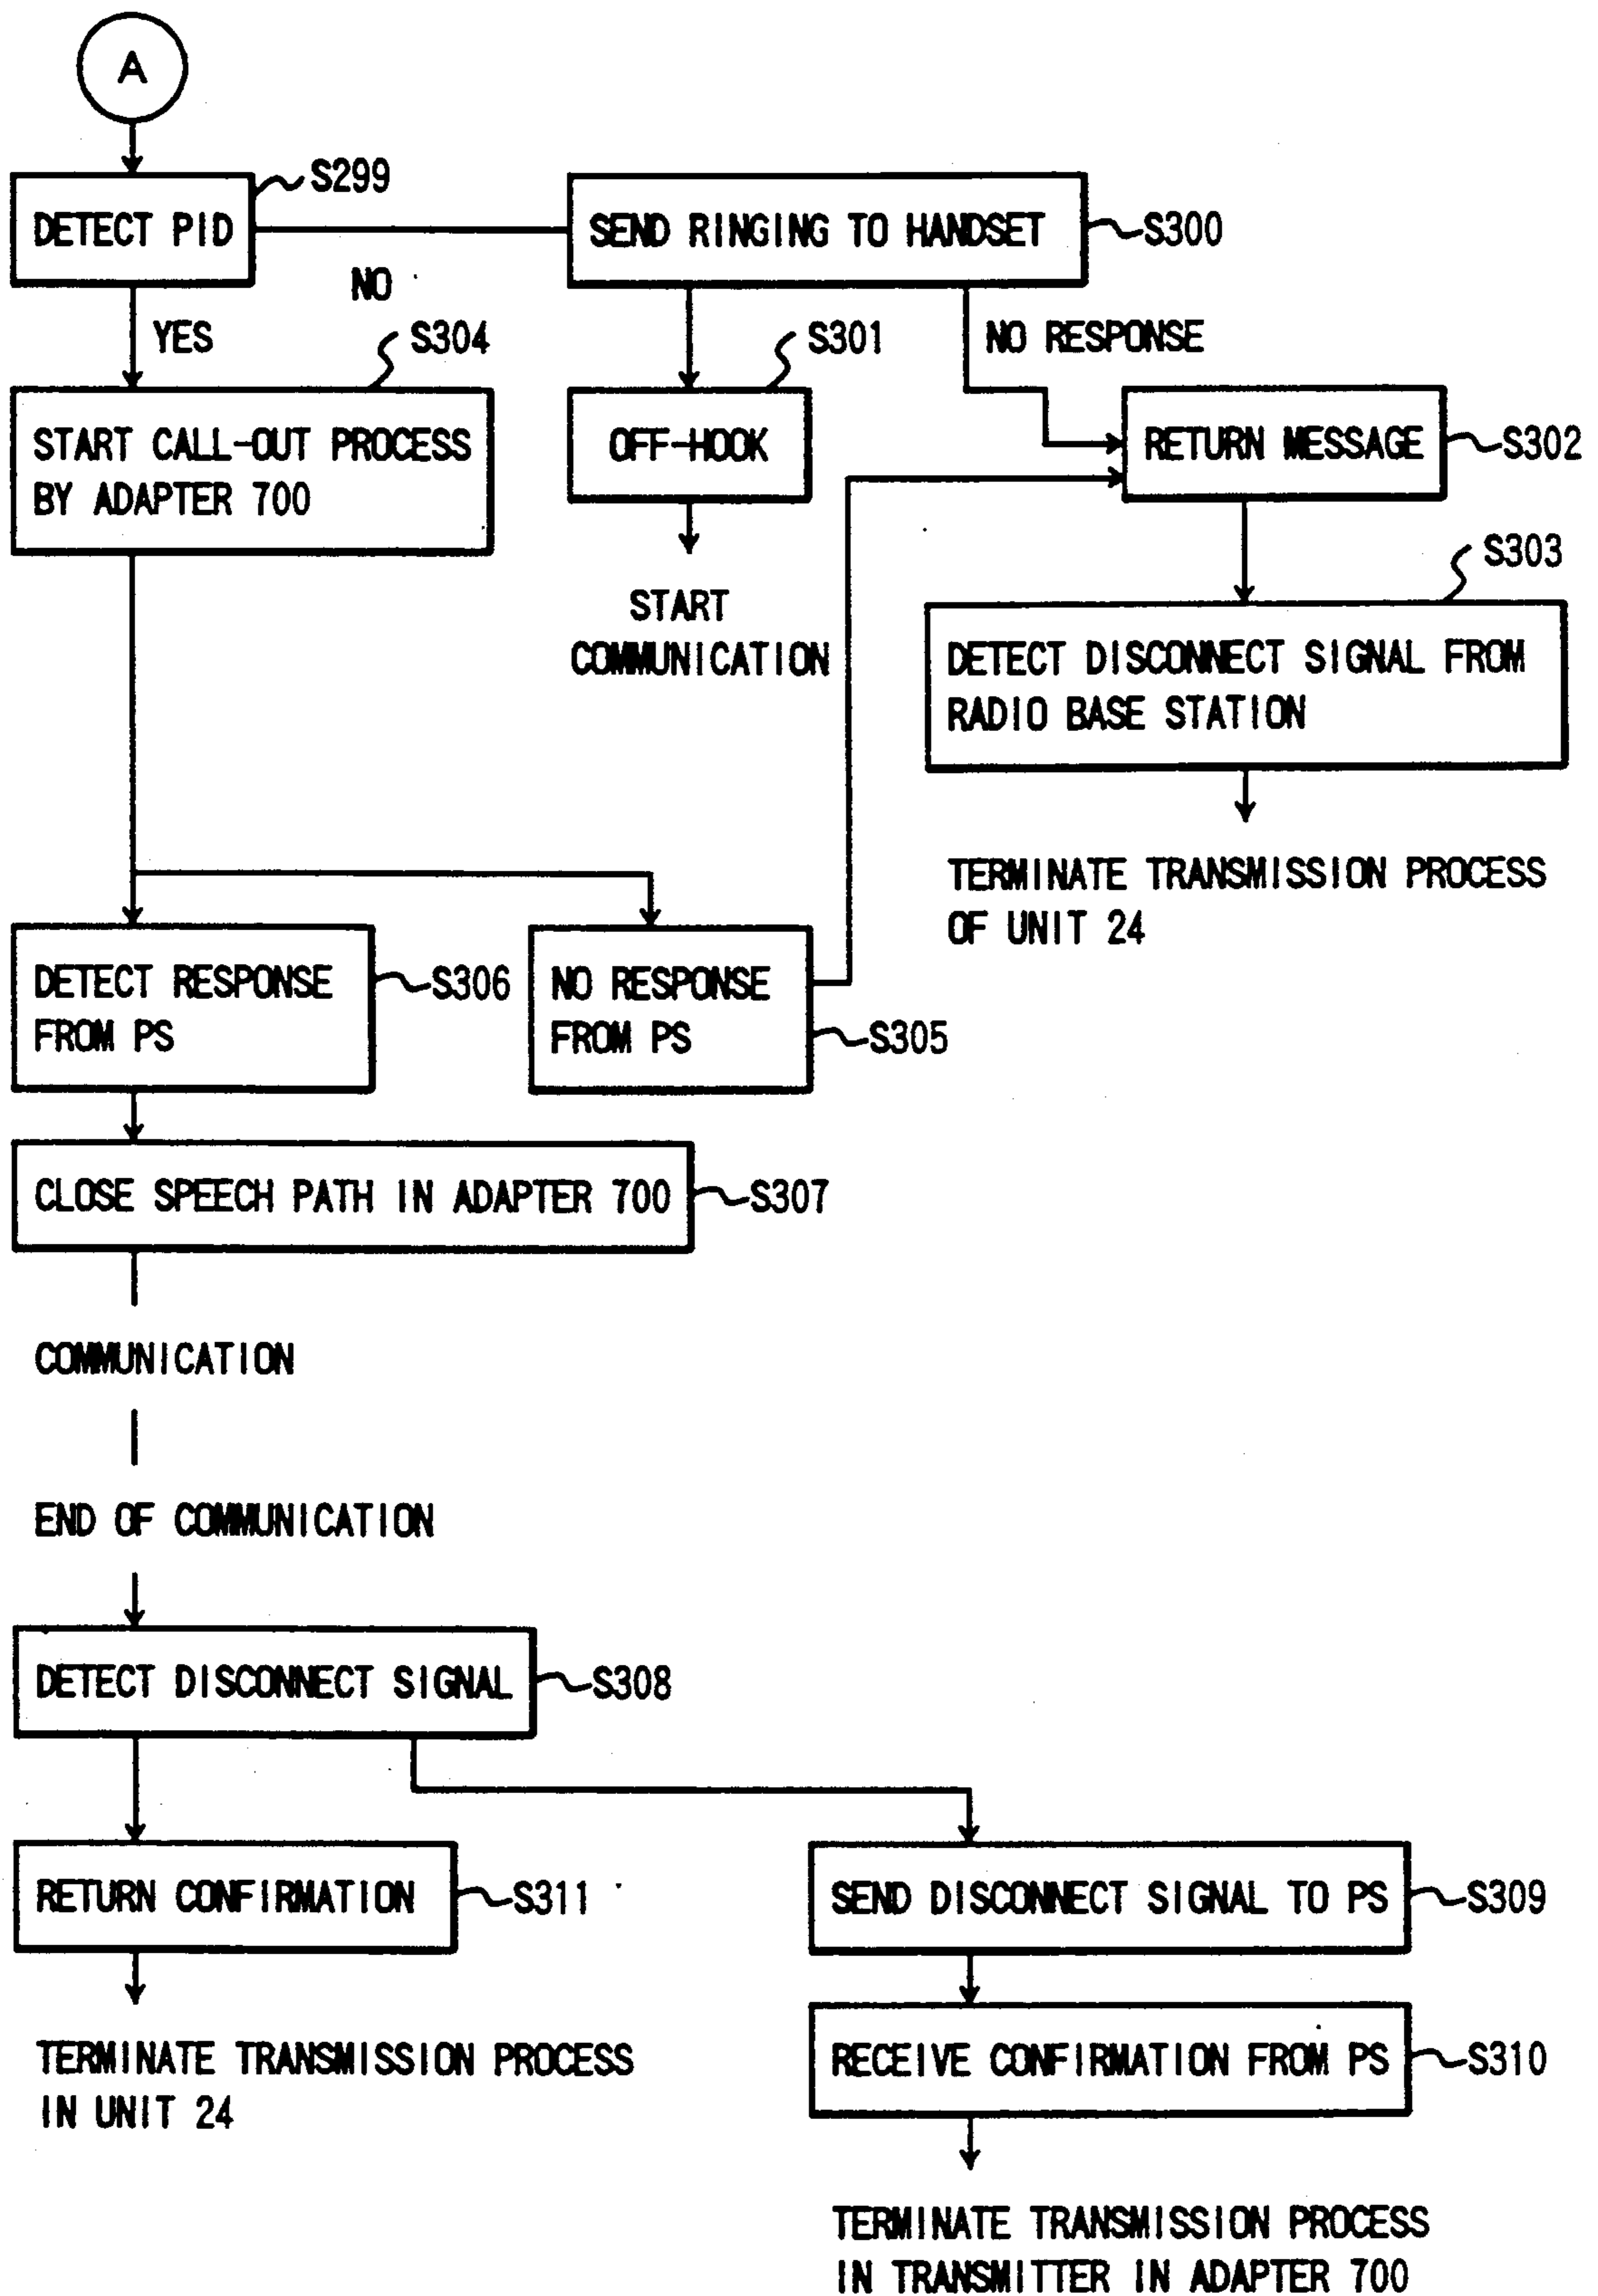 A
S299
DETECT PID
SEND RINGING TO HANDSET
S300
NO
YES
S304
S301
NO RESPONSE
START CALL-OUT PROCESS
BY ADAPTER 700
OFF-HOOK
RETURN MESSAGE
S302
START
COMMUNICATION
S303
DETECT DISCONNECT SIGNAL FROM
RADIO BASE STATION
TERMINATE TRANSMISSION PROCESS
OF UNIT 24
DETECT RESPONSE
FROM PS
S306
NO RESPONSE
FROM PS
S305
CLOSE SPEECH PATH IN ADAPTER 700
S307
COMMUNICATION
END OF COMMUNICATION
DETECT DISCONNECT SIGNAL
S308
RETURN CONFIRMATION
S311
SEND DISCONNECT SIGNAL TO PS
S309
RECEIVE CONFIRMATION FROM PS
S310
TERMINATE TRANSMISSION PROCESS
IN UNIT 24
TERMINATE TRANSMISSION PROCESS
IN TRANSMITTER IN ADAPTER 700